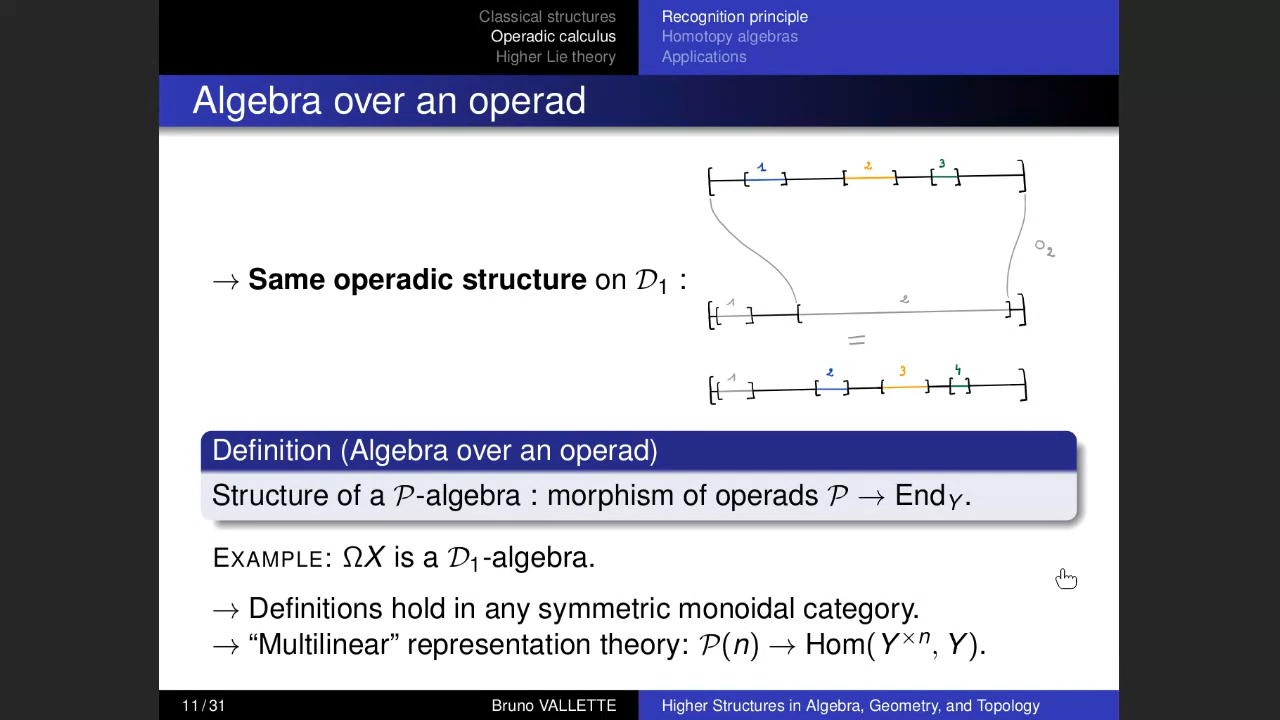 Classical structures
Operadic calculus
Higher Lie theory
Recognition principle
Homotopy algebras
Applications
Algebra over an operad
1 2 3
→ Same operadic structure on 𝒟₁ :
∘₂
1 2
=
1 2 3 4
Definition (Algebra over an operad)
Structure of a 𝒫-algebra : morphism of operads 𝒫 → End_Y.
EXAMPLE: ΩX is a 𝒟₁-algebra.
→ Definitions hold in any symmetric monoidal category.
→ “Multilinear” representation theory: 𝒫(n) → Hom(Y^{×n}, Y).
11 / 31 Bruno VALLETTE Higher Structures in Algebra, Geometry, and Topology